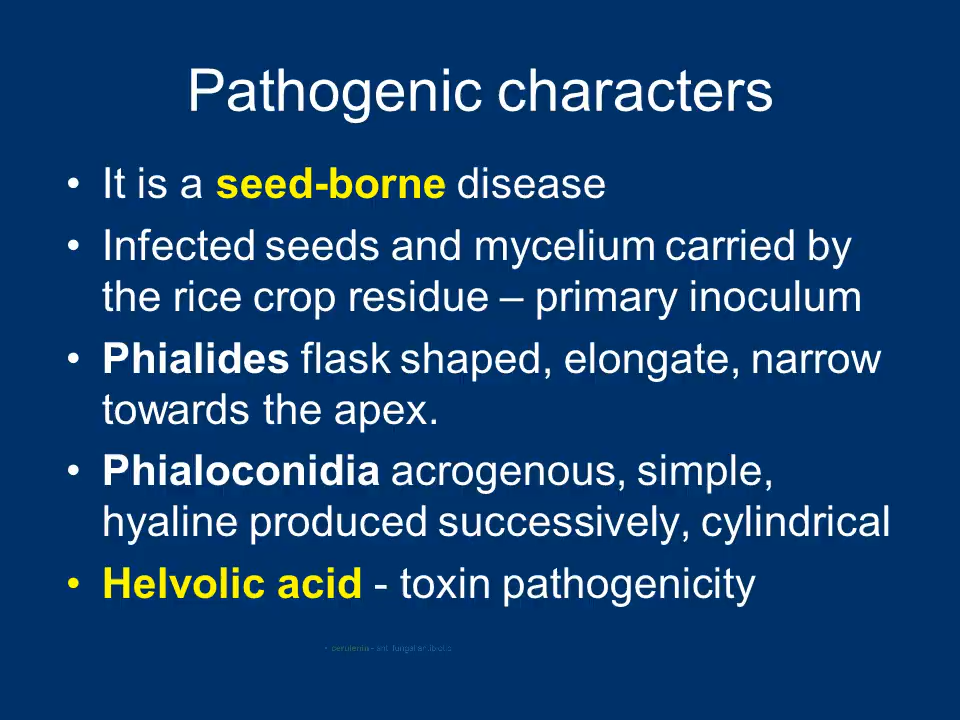 Pathogenic characters
• It is a seed-borne disease
• Infected seeds and mycelium carried by
the rice crop residue – primary inoculum
• Phialides flask shaped, elongate, narrow
towards the apex.
• Phialoconidia acrogenous, simple,
hyaline produced successively, cylindrical
• Helvolic acid - toxin pathogenicity